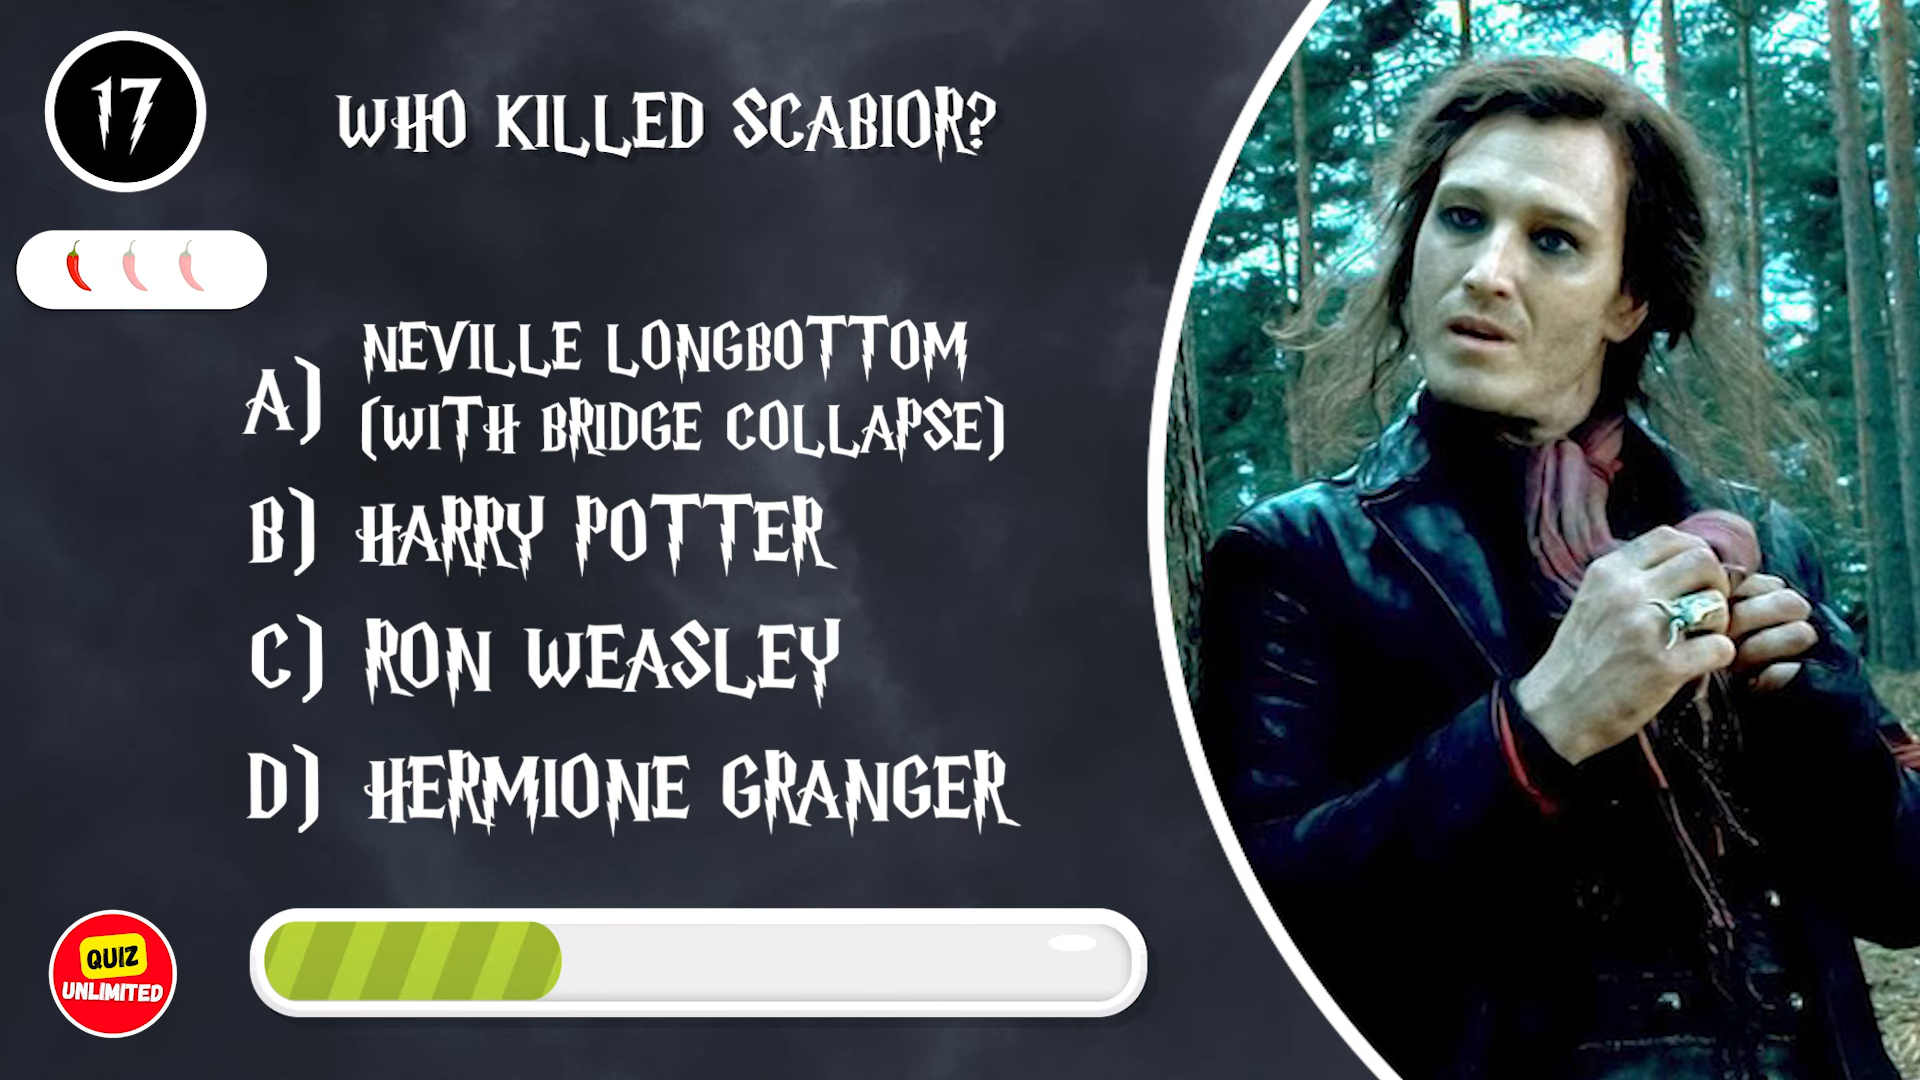 17
WHO KILLED SCABIOR?
A) NEVILLE LONGBOTTOM
(WITH BRIDGE COLLAPSE)
B) HARRY POTTER
C) RON WEASLEY
D) HERMIONE GRANGER
QUIZ
UNLIMITED